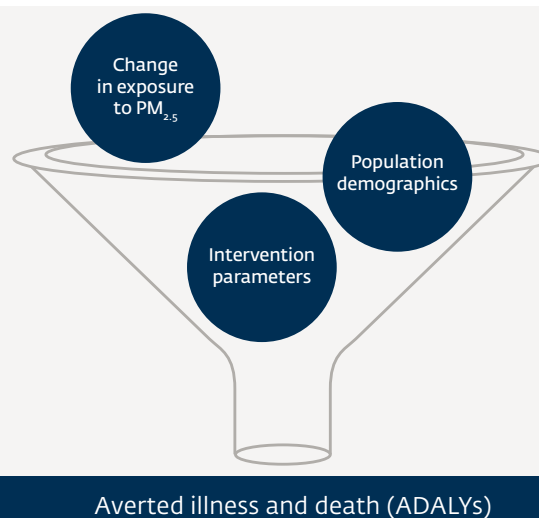 Change
in exposure
to PM2.5
Population
demographics
Intervention
parameters
Averted illness and death (ADALYs)